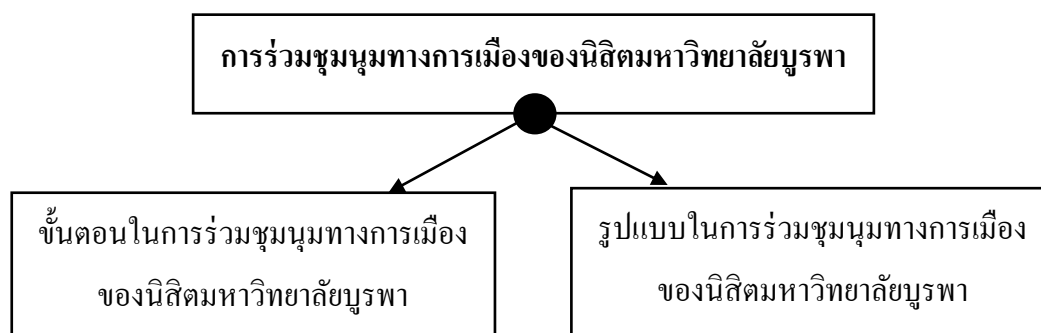 การร่วมชุมนุมทางการเมืองของนิสิตมหาวิทยาลัยบูรพา
ขั้นตอนในการร่วมชุมนุมทางการเมือง
ของนิสิตมหาวิทยาลัยบูรพา
รูปแบบในการร่วมชุมนุมทางการเมือง
ของนิสิตมหาวิทยาลัยบูรพา